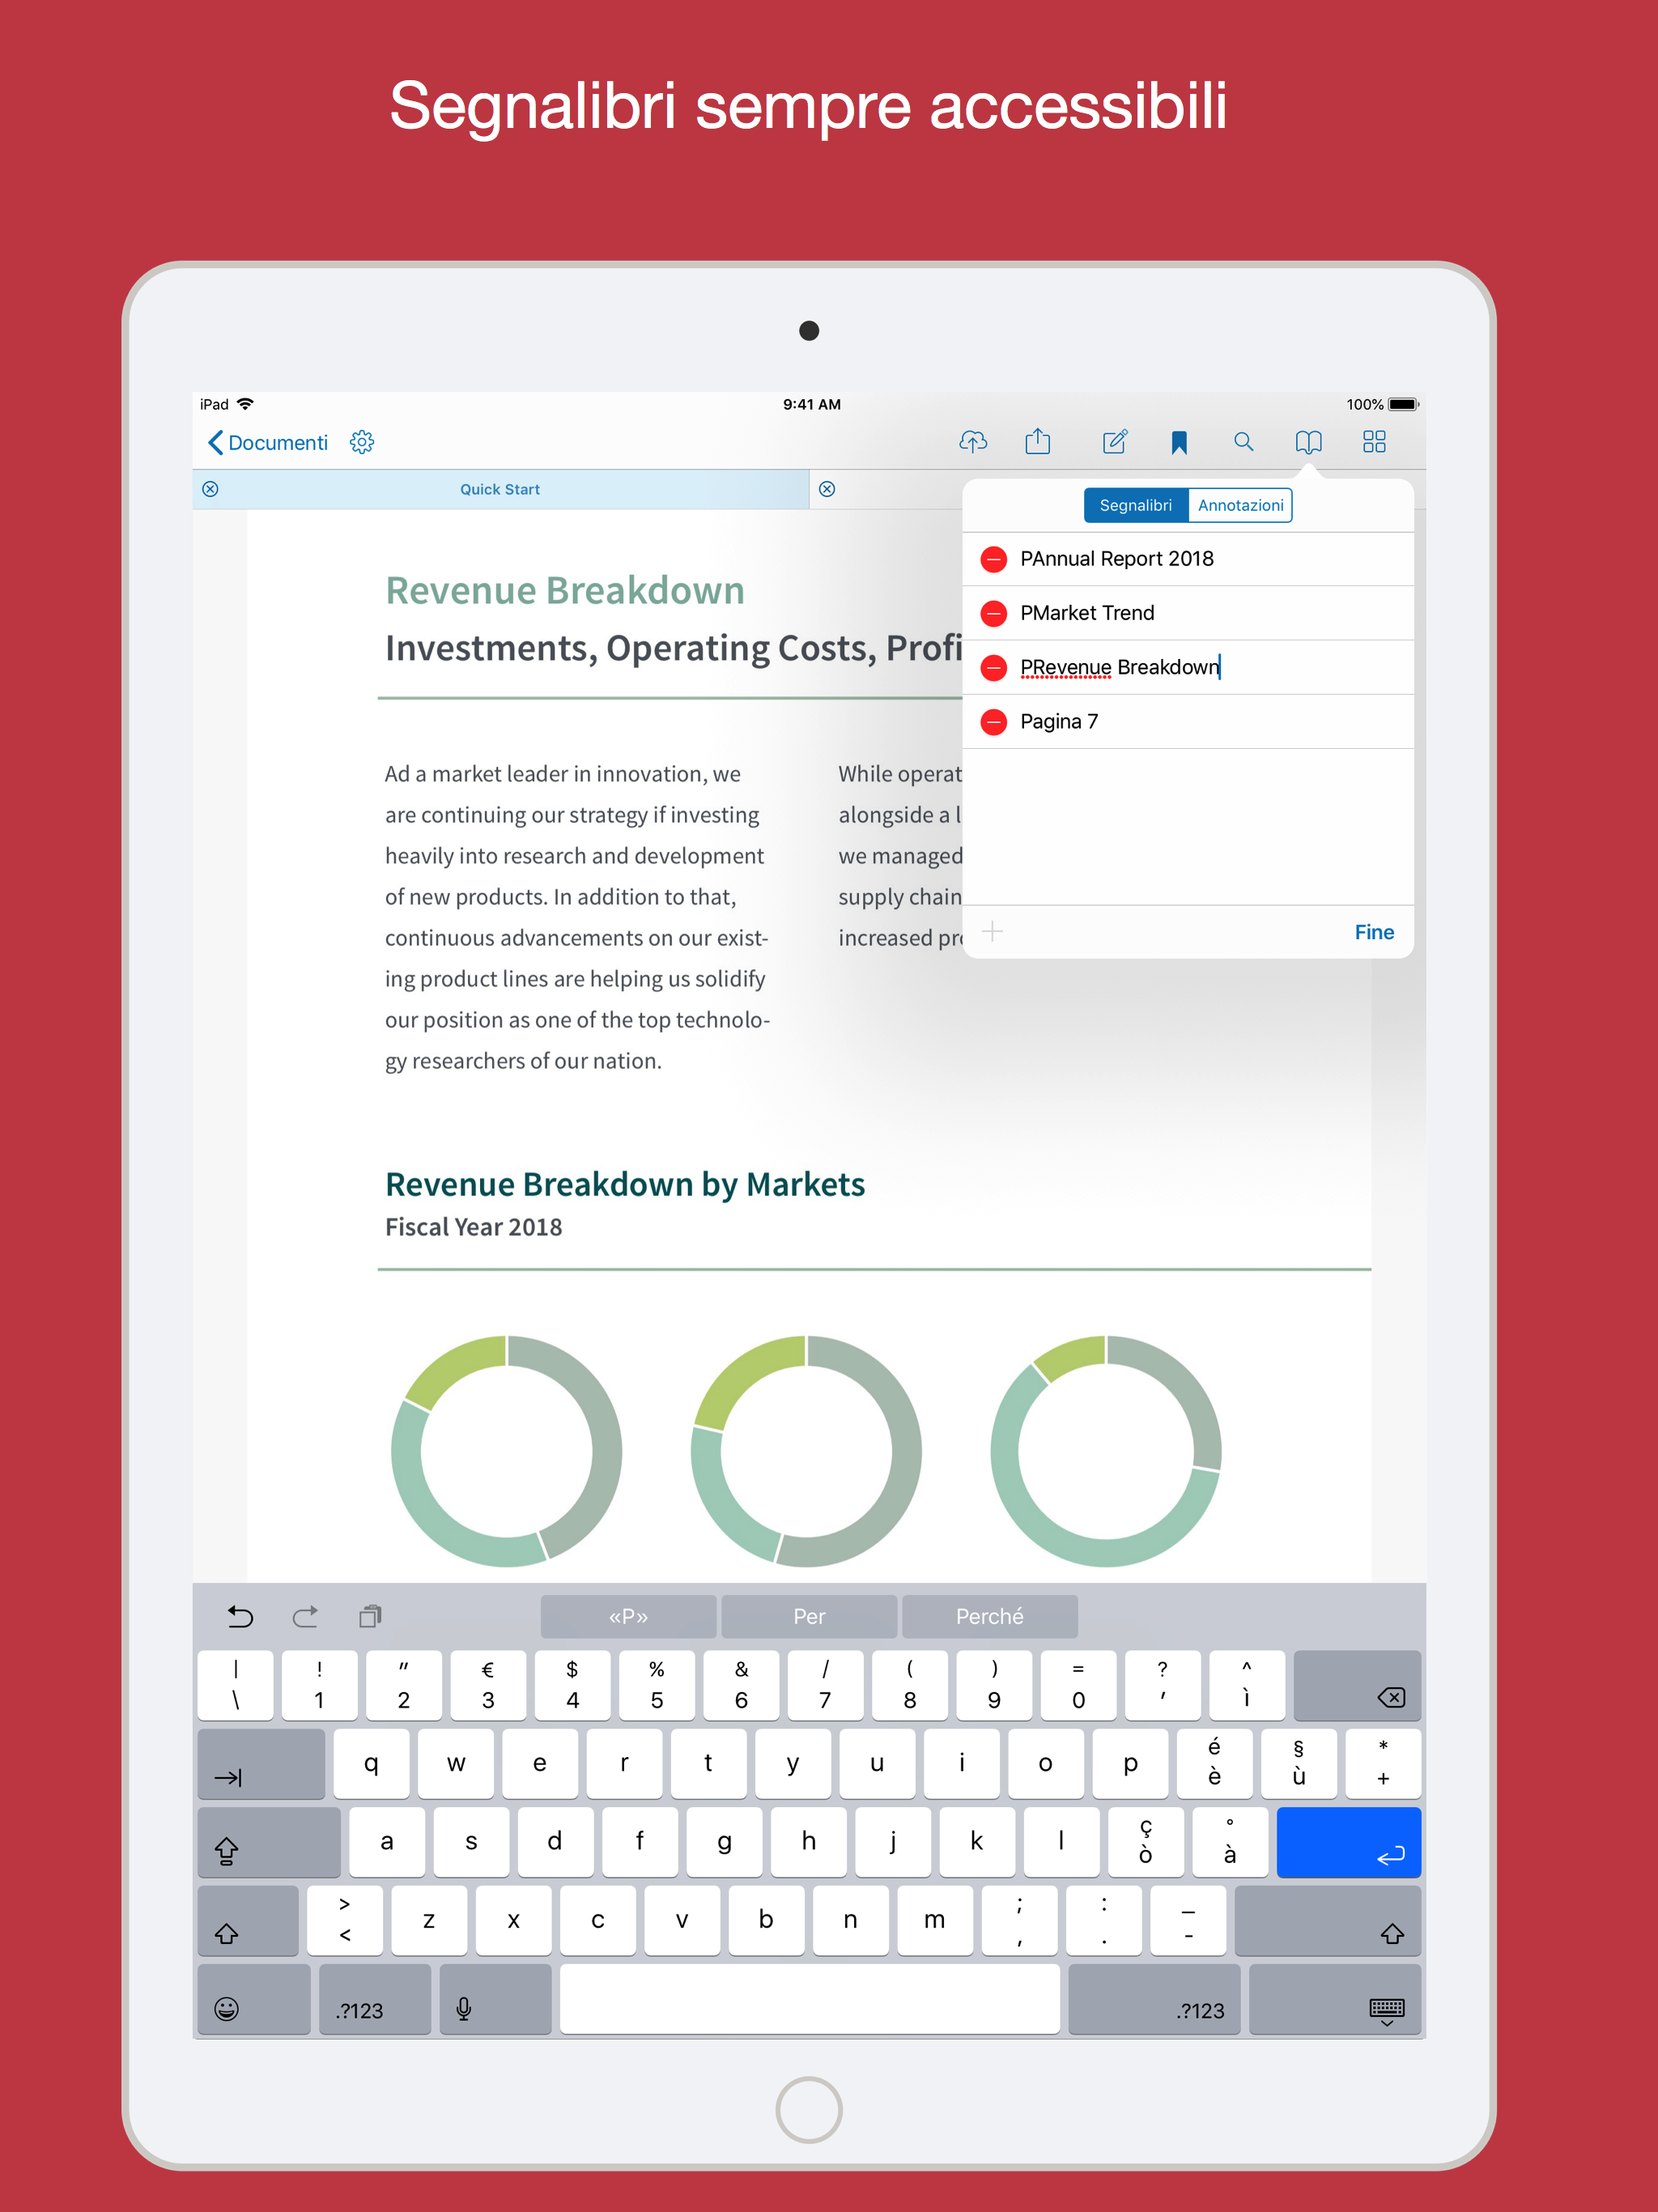 Segnalibri sempre accessibili
iPad 9:41 AM 100%
Documenti
Quick Start
Segnalibri Annotazioni
PAnnual Report 2018
PMarket Trend
PRevenue Breakdown
Pagina 7
Fine
Revenue Breakdown
Investments, Operating Costs, Profi
Ad a market leader in innovation, we
are continuing our strategy if investing
heavily into research and development
of new products. In addition to that,
continuous advancements on our exist-
ing product lines are helping us solidify
our position as one of the top technolo-
gy researchers of our nation.
While operat
alongside a l
we managed
supply chain
increased pr
Revenue Breakdown by Markets
Fiscal Year 2018
«P» Per Perché
| ! " € $ % & / ( ) = ? ^
\ 1 2 3 4 5 6 7 8 9 0 ' ì
q w e r t y u i o p é è § ù * +
a s d f g h j k l ç ò ° à
> < z x c v b n m ; , : . _ -
.?123 .?123